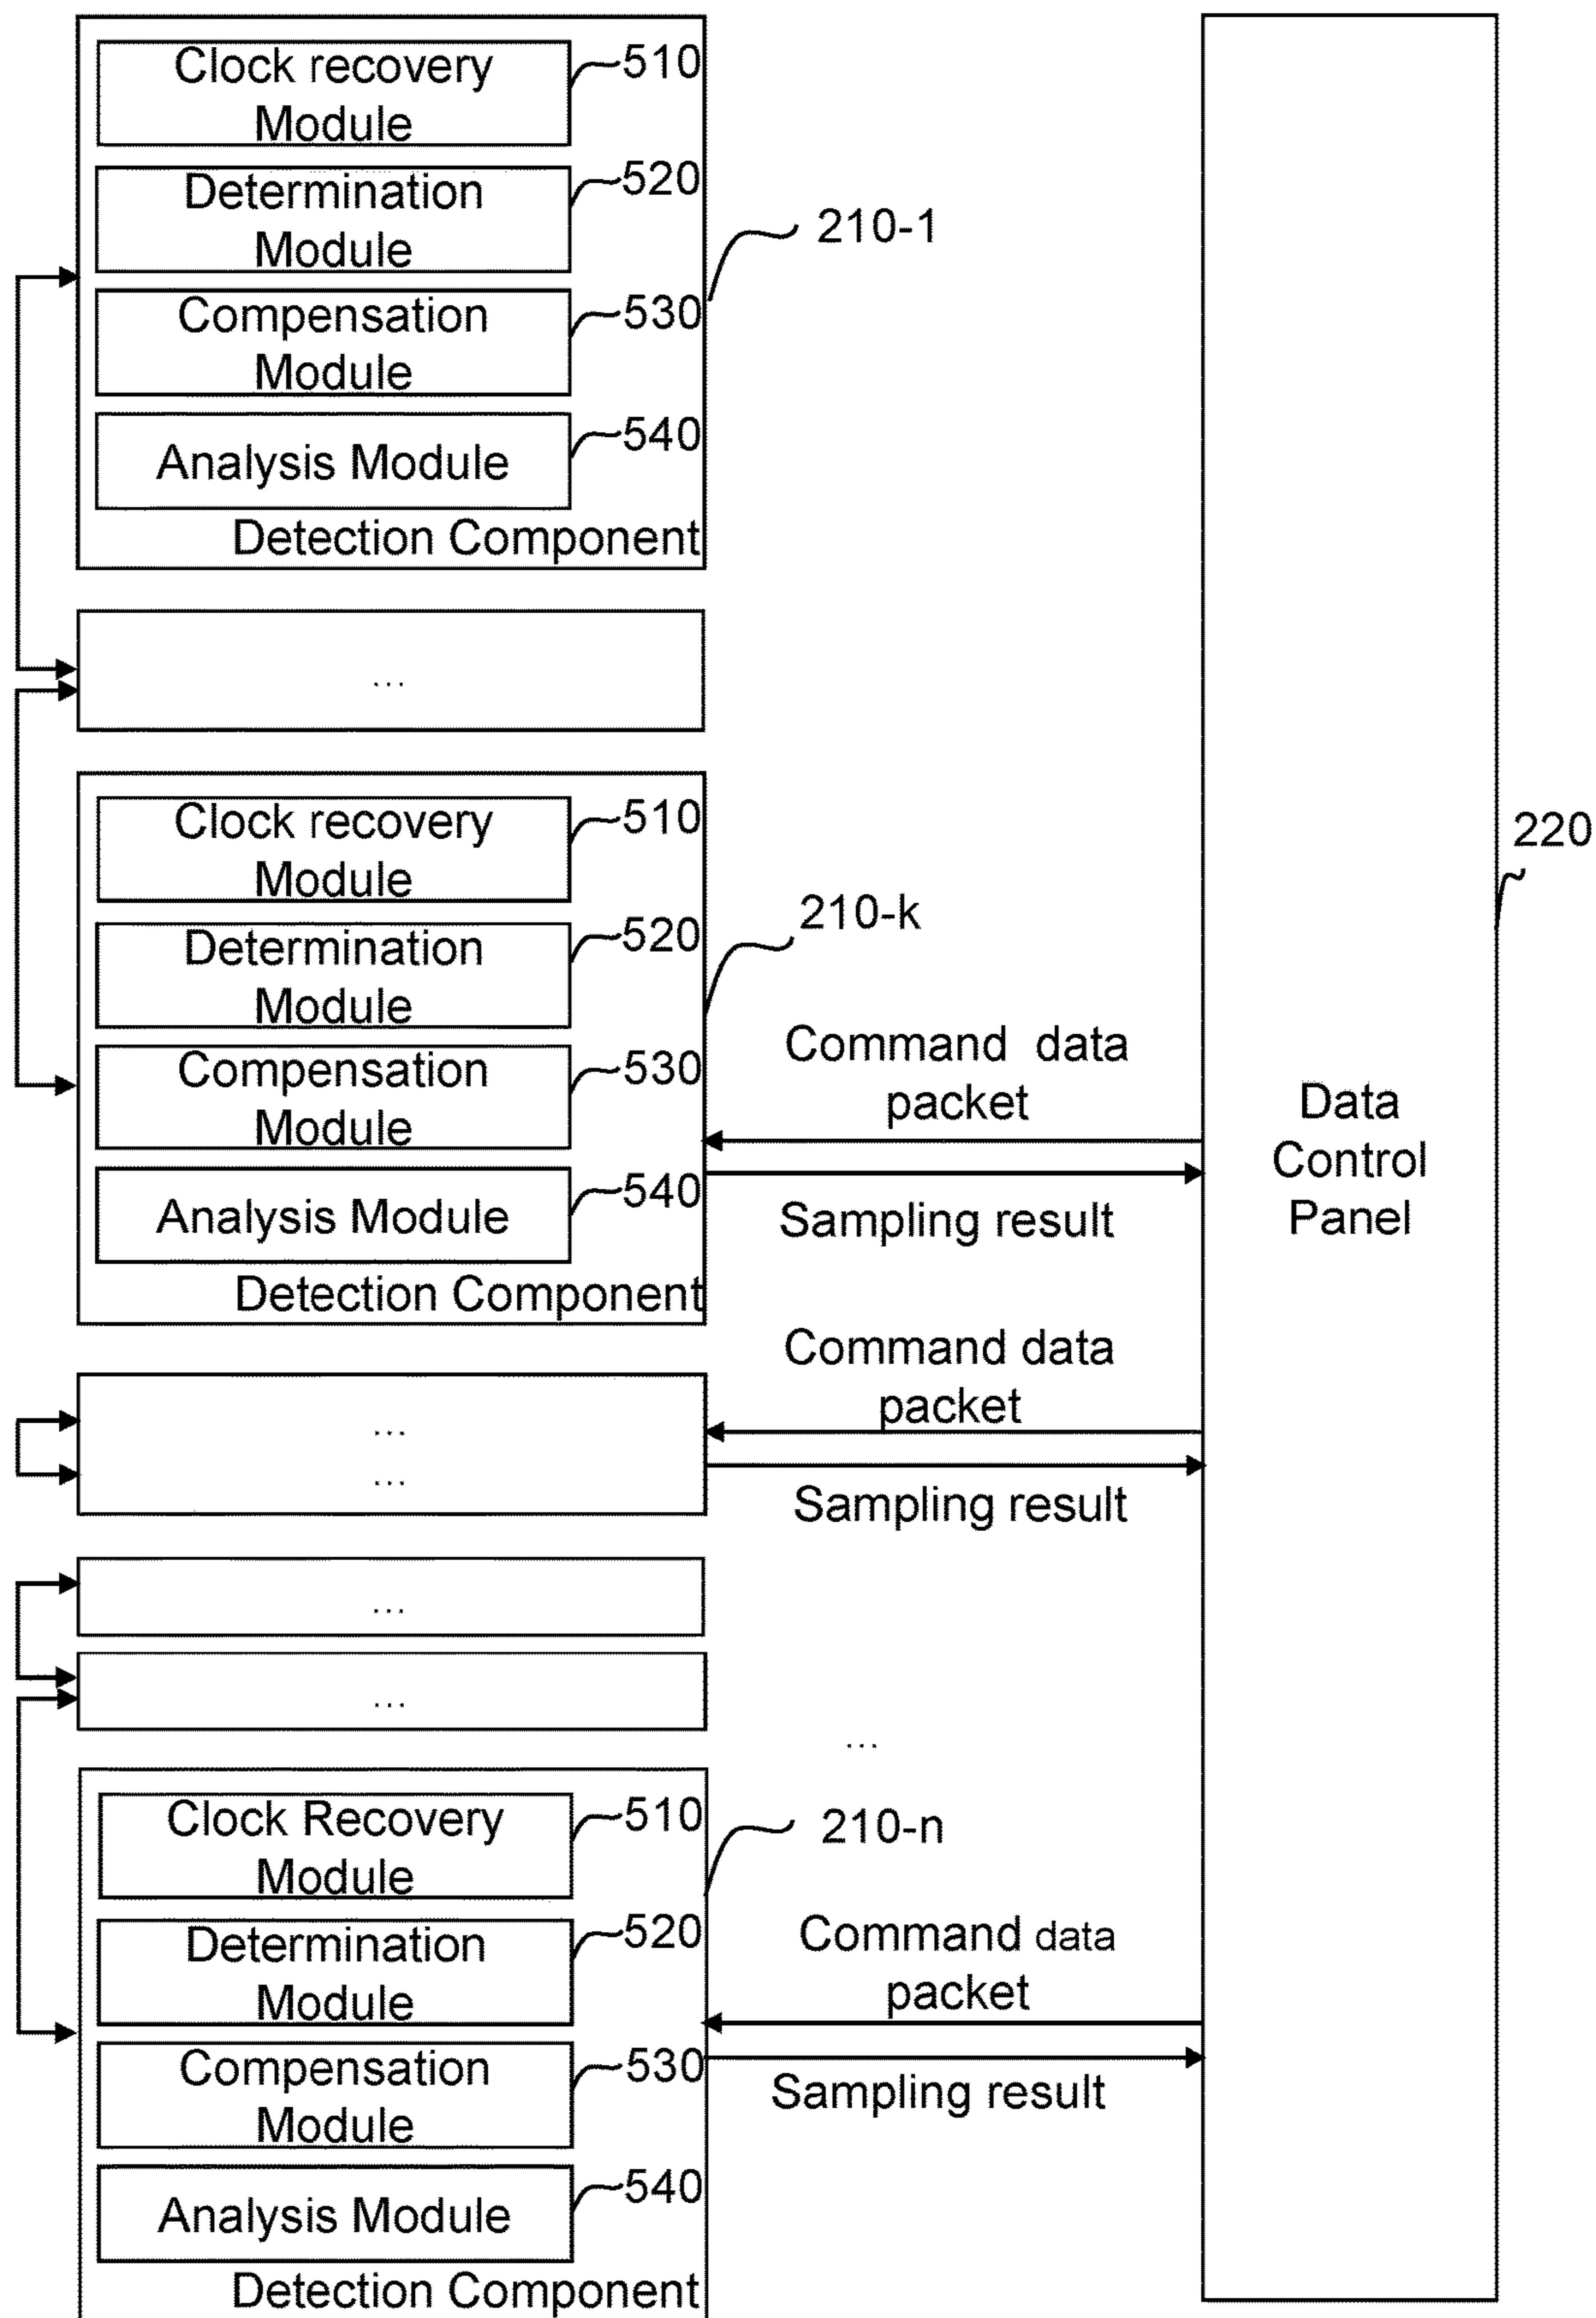 Clock recovery
Module
510
Determination
Module
520
210-1
Compensation
Module
530
Analysis Module
540
Detection Component
...
Clock recovery
Module
510
220
Determination
Module
520
210-k
Compensation
Module
530
Command data
packet
Data
Control
Panel
Analysis Module
540
Sampling result
Detection Component
Command data
packet
...
...
Sampling result
...
...
...
Clock Recovery
Module
510
210-n
Determination
Module
520
Command data
packet
Compensation
Module
530
Sampling result
Analysis Module
540
Detection Component